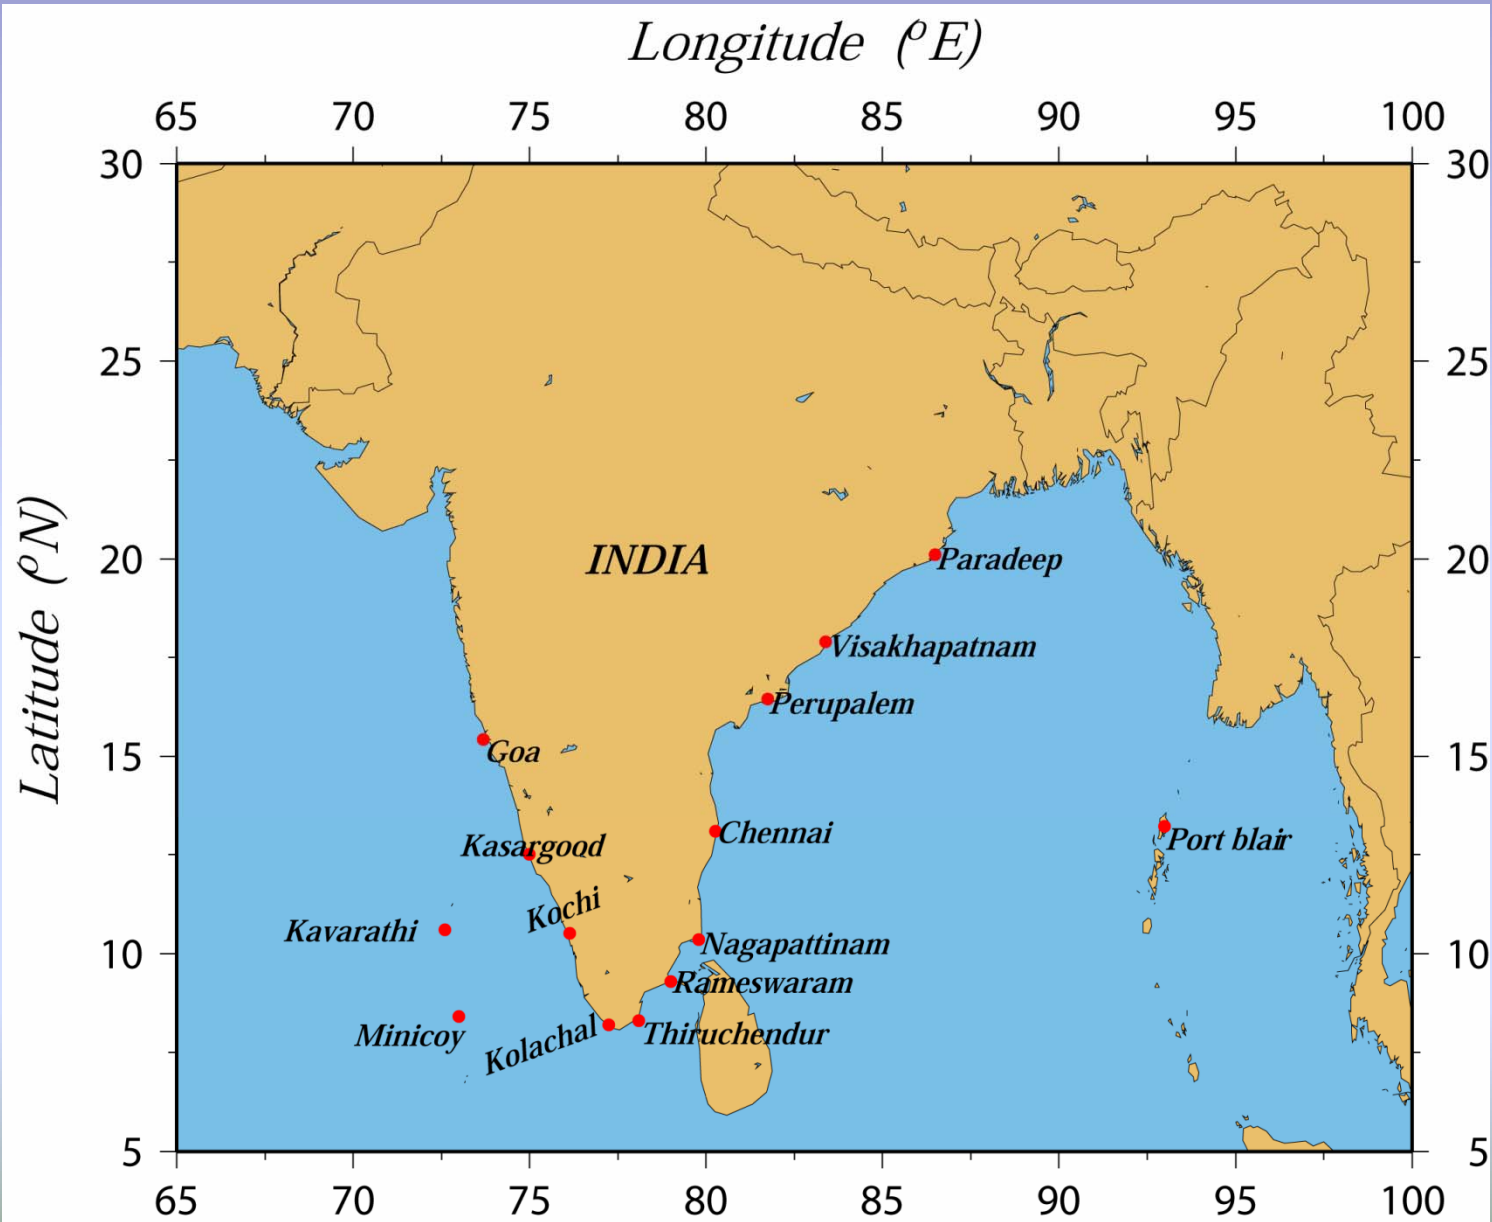 Longitude (ºE)
65 70 75 80 85 90 95 100
30 30
25 25
INDIA
20 Paradeep 20
Latitude (ºN)
Visakhapatnam
Perupalem
15 Goa 15
Chennai
Port blair
Kasargood
Kochi
Kavarathi
Nagapattinam
10 10
Rameswaram
Minicoy
Kolachal
Thiruchendur
5 5
65 70 75 80 85 90 95 100